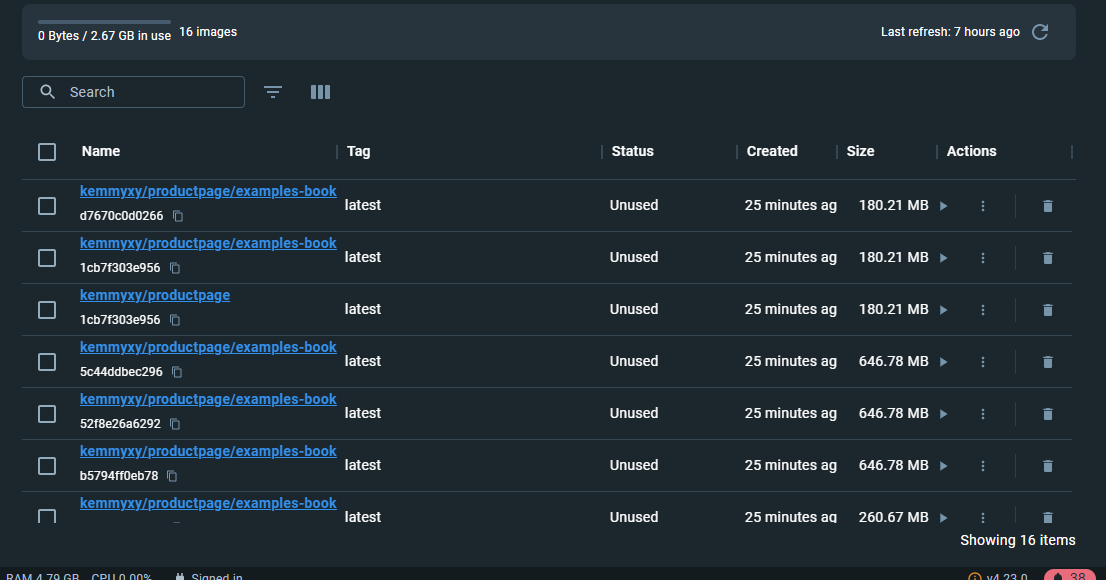 0 Bytes / 2.67 GB in use 16 images Last refresh: 7 hours ago
Search
Name Tag Status Created Size Actions
kemmyxy/productpage/examples-book
d7670c0d0266
latest Unused 25 minutes ag 180.21 MB
kemmyxy/productpage/examples-book
1cb7f303e956
latest Unused 25 minutes ag 180.21 MB
kemmyxy/productpage
1cb7f303e956
latest Unused 25 minutes ag 180.21 MB
kemmyxy/productpage/examples-book
5c44ddbec296
latest Unused 25 minutes ag 646.78 MB
kemmyxy/productpage/examples-book
52f8e26a6292
latest Unused 25 minutes ag 646.78 MB
kemmyxy/productpage/examples-book
b5794ff0eb78
latest Unused 25 minutes ag 646.78 MB
kemmyxy/productpage/examples-book
latest Unused 25 minutes ag 260.67 MB
Showing 16 items
RAM 4.79 GB CPU 0.00% Signed in v4.23.0 38